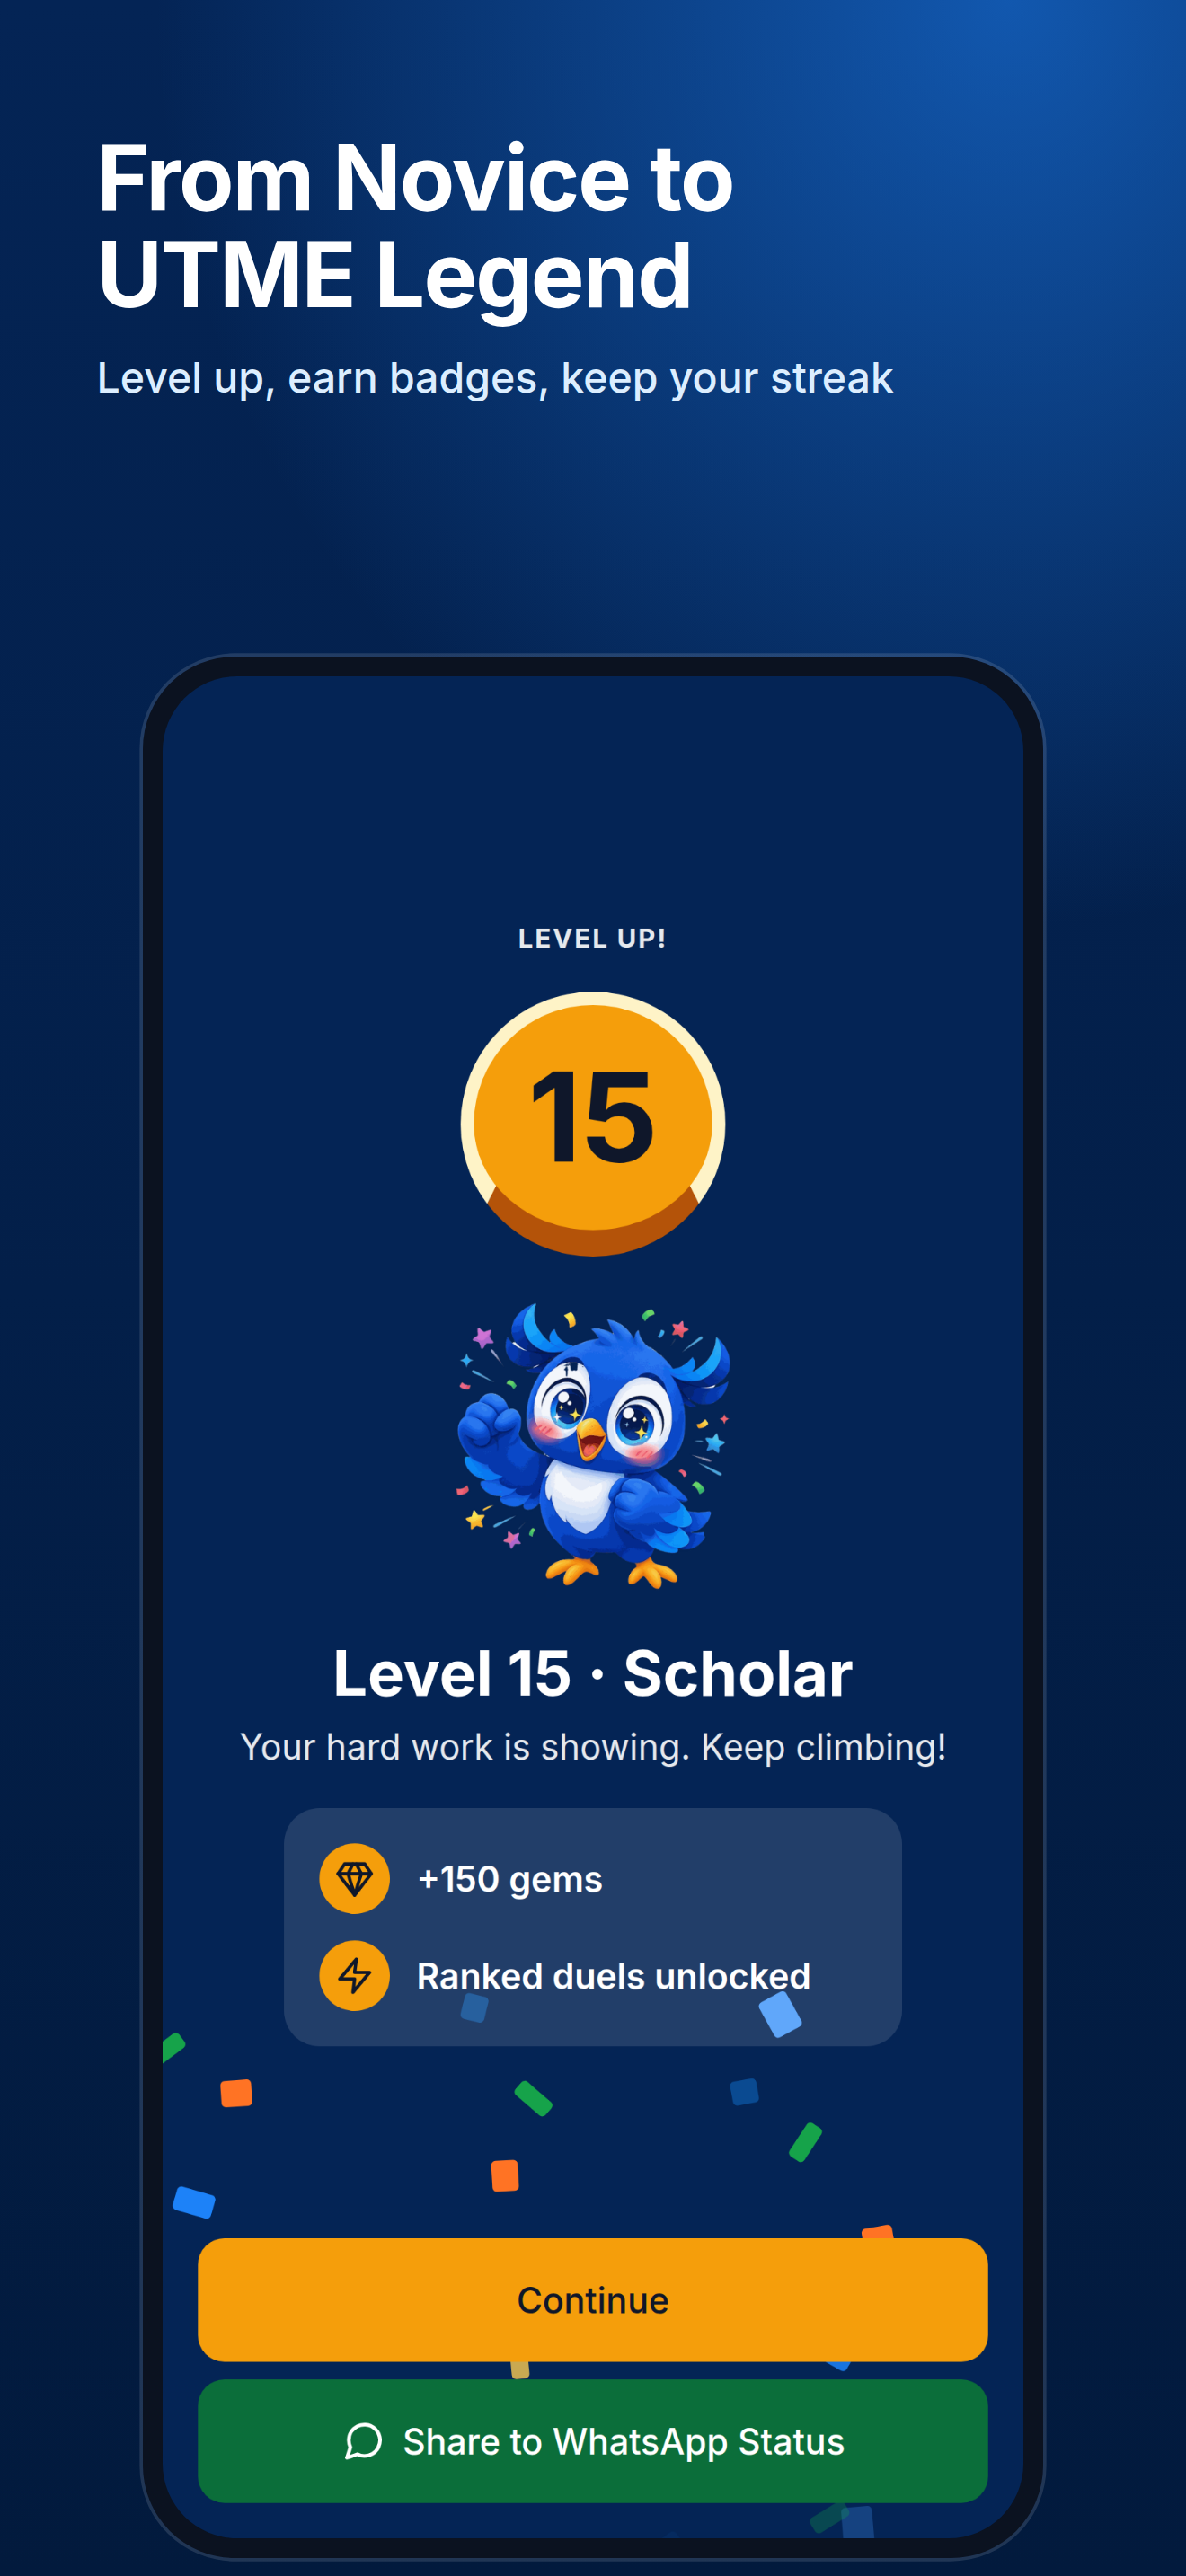 From Novice to
UTME Legend
Level up, earn badges, keep your streak
LEVEL UP!
15
Level 15 · Scholar
Your hard work is showing. Keep climbing!
+150 gems
Ranked duels unlocked
Continue
Share to WhatsApp Status